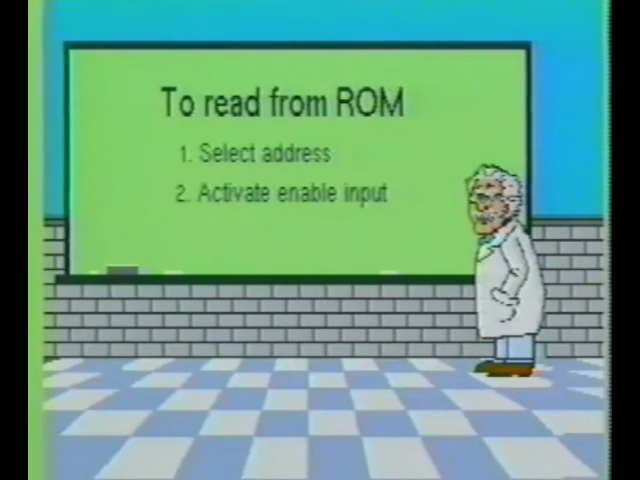 To read from ROM
1. Select address
2. Activate enable input